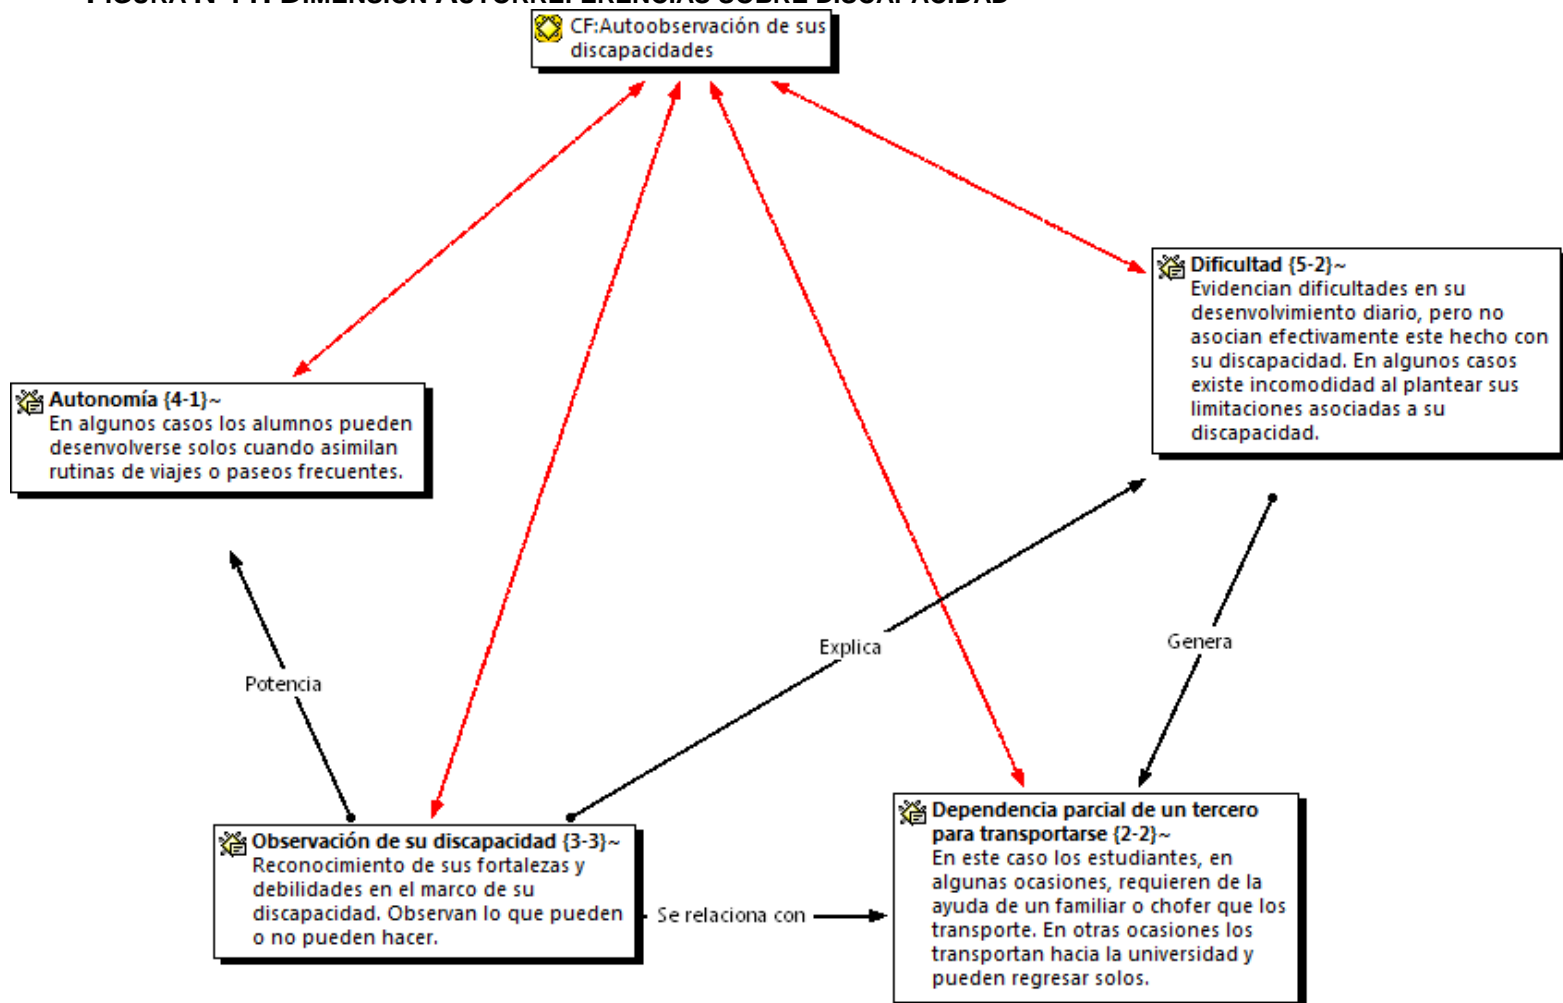 FIGURA N°11: DIMENSIÓN AUTORREFERENCIAS SOBRE DISCAPACIDAD
CF:Autoobservación de sus
discapacidades
Dificultad {5-2}~
Evidencian dificultades en su
desenvolvimiento diario, pero no
asocian efectivamente este hecho con
su discapacidad. En algunos casos
existe incomodidad al plantear sus
limitaciones asociadas a su
discapacidad.
Autonomía {4-1}~
En algunos casos los alumnos pueden
desenvolverse solos cuando asimilan
rutinas de viajes o paseos frecuentes.
Explica
Genera
Potencia
Observación de su discapacidad {3-3}~
Reconocimiento de sus fortalezas y
debilidades en el marco de su
discapacidad. Observan lo que pueden
o no pueden hacer.
Se relaciona con
Dependencia parcial de un tercero
para transportarse {2-2}~
En este caso los estudiantes, en
algunas ocasiones, requieren de la
ayuda de un familiar o chofer que los
transporte. En otras ocasiones los
transportan hacia la universidad y
pueden regresar solos.